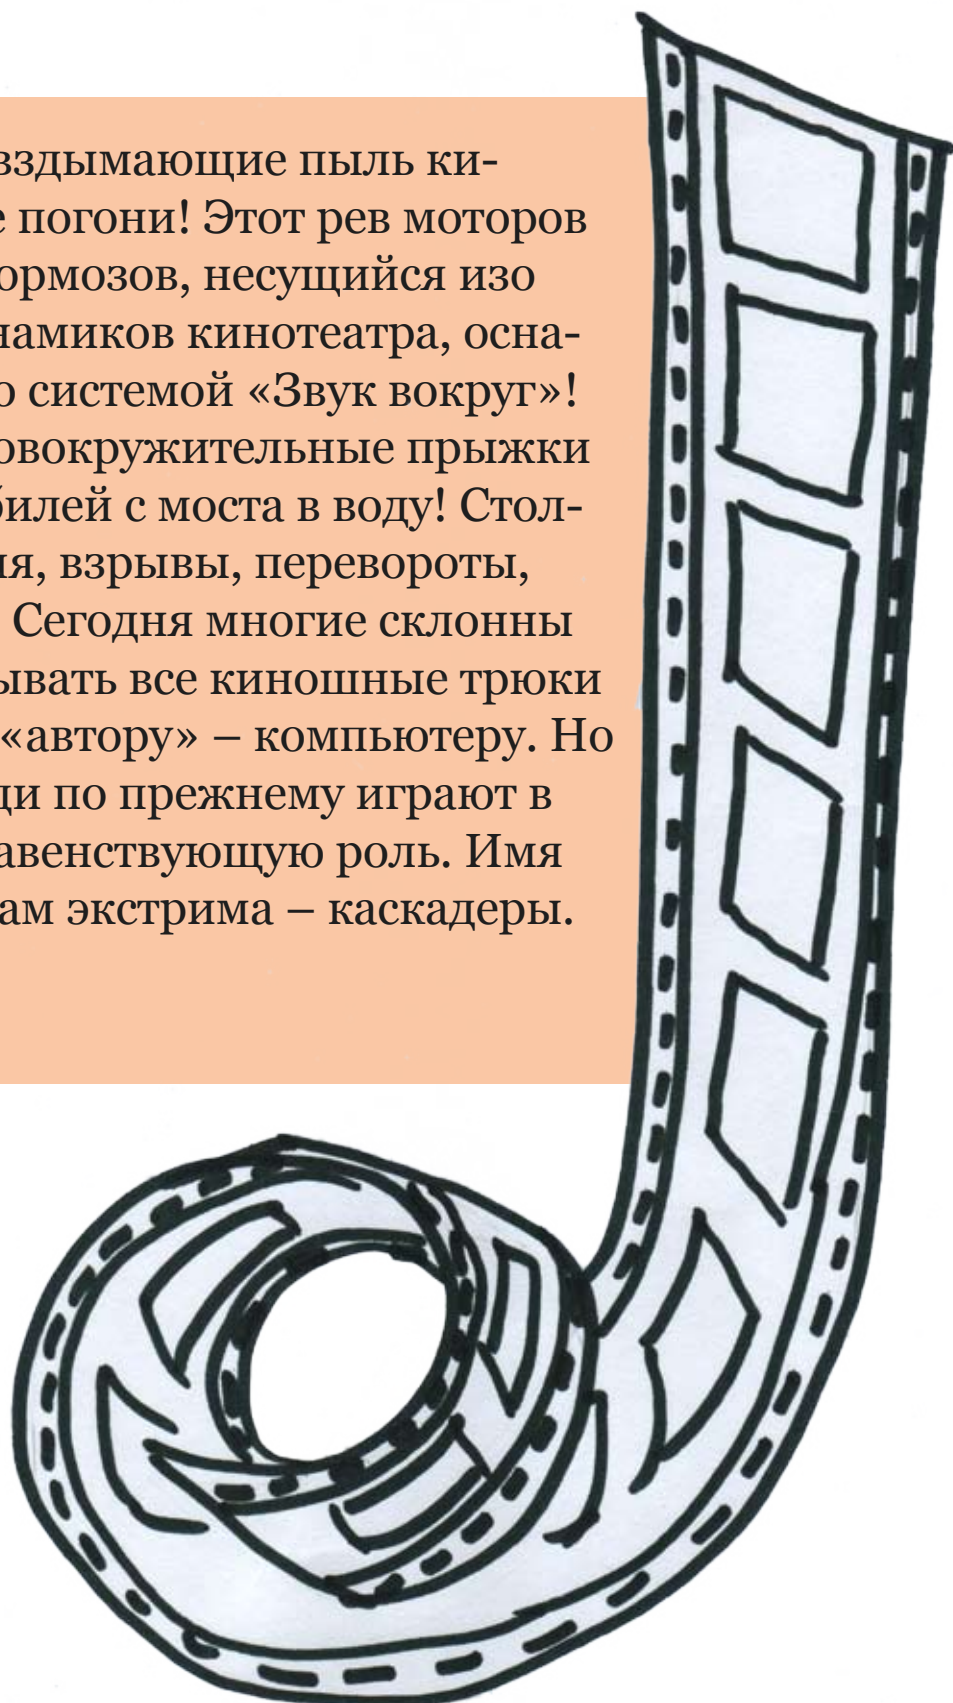 вздымающие пыль ки-
е погони! Этот рев моторов
ормозов, несущийся изо
намиков кинотеатра, осна-
о системой «Звук вокруг»!
овокружительные прыжки
билей с моста в воду! Стол-
ия, взрывы, перевороты,
Сегодня многие склонны
ывать все киношные трюки
«автору» – компьютеру. Но
ди по прежнему играют в
авенствующую роль. Имя
ам экстрима – каскадеры.